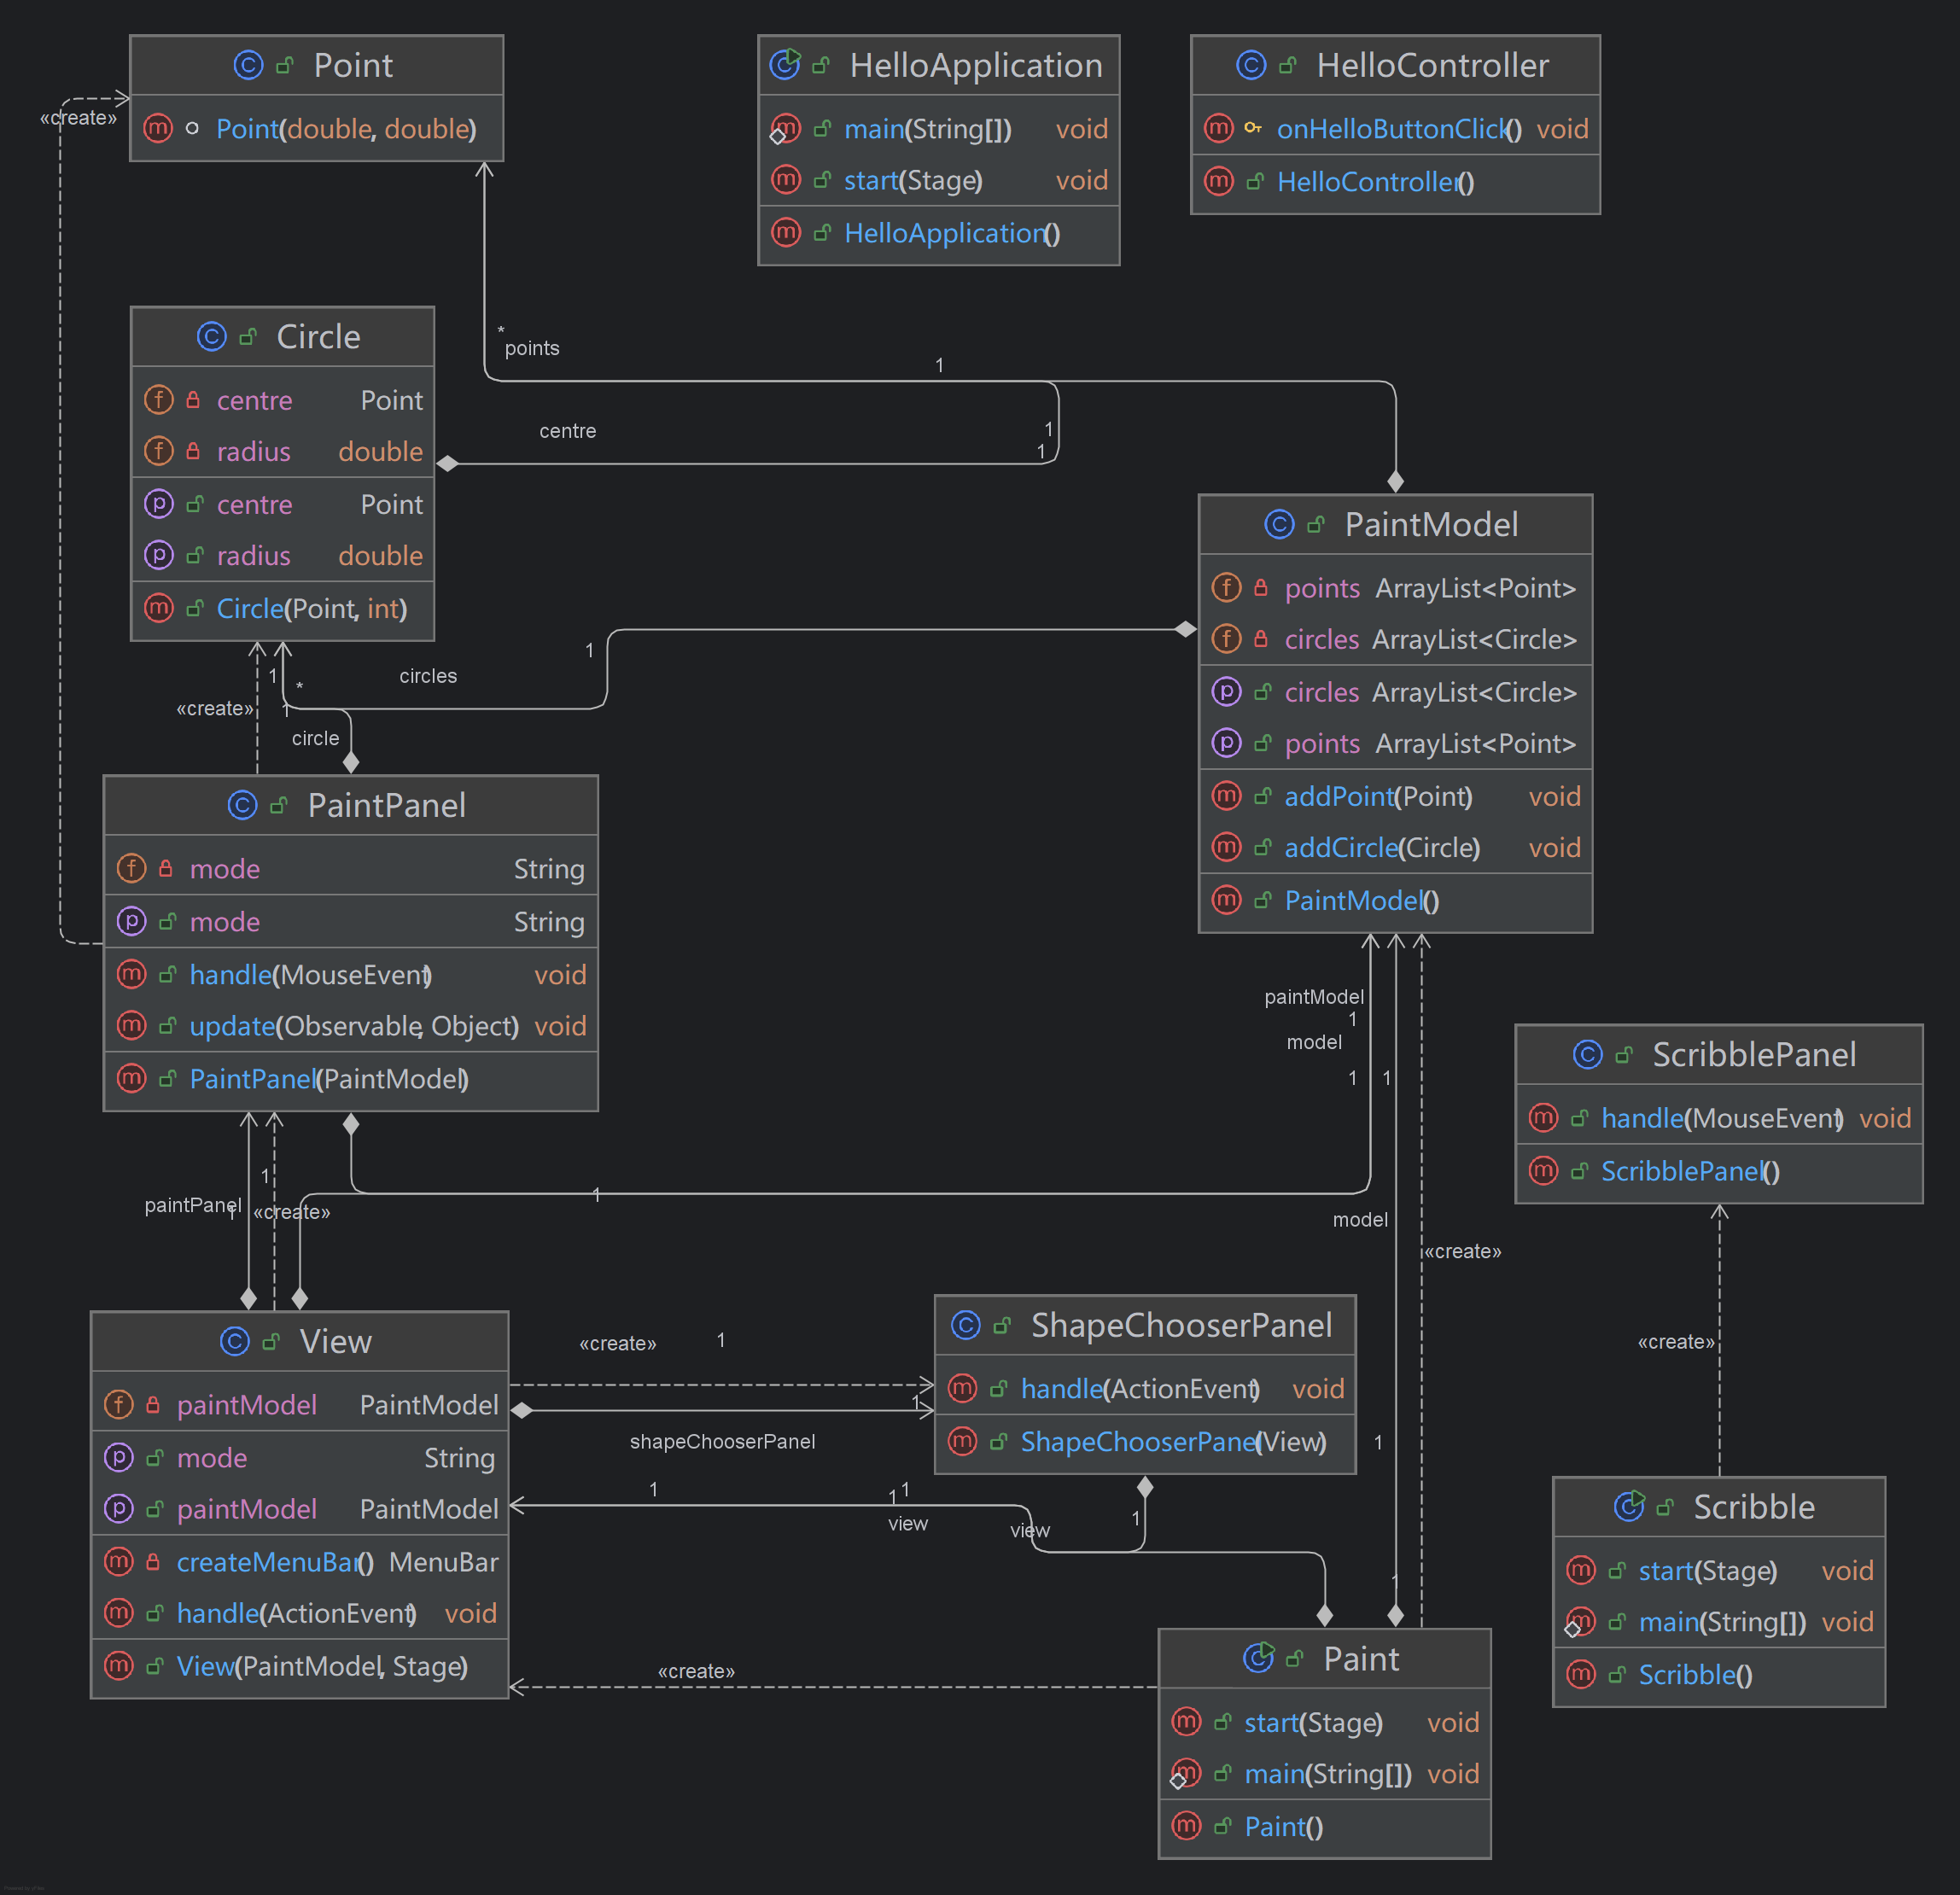 Point
Point(double, double)
«create»
HelloApplication
main(String[]) void
start(Stage) void
HelloApplication()
HelloController
onHelloButtonClick() void
HelloController()
*
points
1
centre
1
1
Circle
centre Point
radius double
centre Point
radius double
Circle(Point, int)
PaintModel
points ArrayList<Point>
circles ArrayList<Circle>
circles ArrayList<Circle>
points ArrayList<Point>
addPoint(Point) void
addCircle(Circle) void
PaintModel()
1
circles
1
*
«create»
1
circle
PaintPanel
mode String
mode String
handle(MouseEvent) void
update(Observable, Object) void
PaintPanel(PaintModel)
paintModel
1
model
1
1
ScribblePanel
handle(MouseEvent) void
ScribblePanel()
1
paintPanel
1
«create»
1
model
«create»
«create»
View
paintModel PaintModel
mode String
paintModel PaintModel
createMenuBar() MenuBar
handle(ActionEvent) void
View(PaintModel, Stage)
«create»
1
1
shapeChooserPanel
ShapeChooserPanel
handle(ActionEvent) void
ShapeChooserPanel(View)
1
1
1
1
view
view
1
1
«create»
Scribble
start(Stage) void
main(String[]) void
Scribble()
Paint
start(Stage) void
main(String[]) void
Paint()